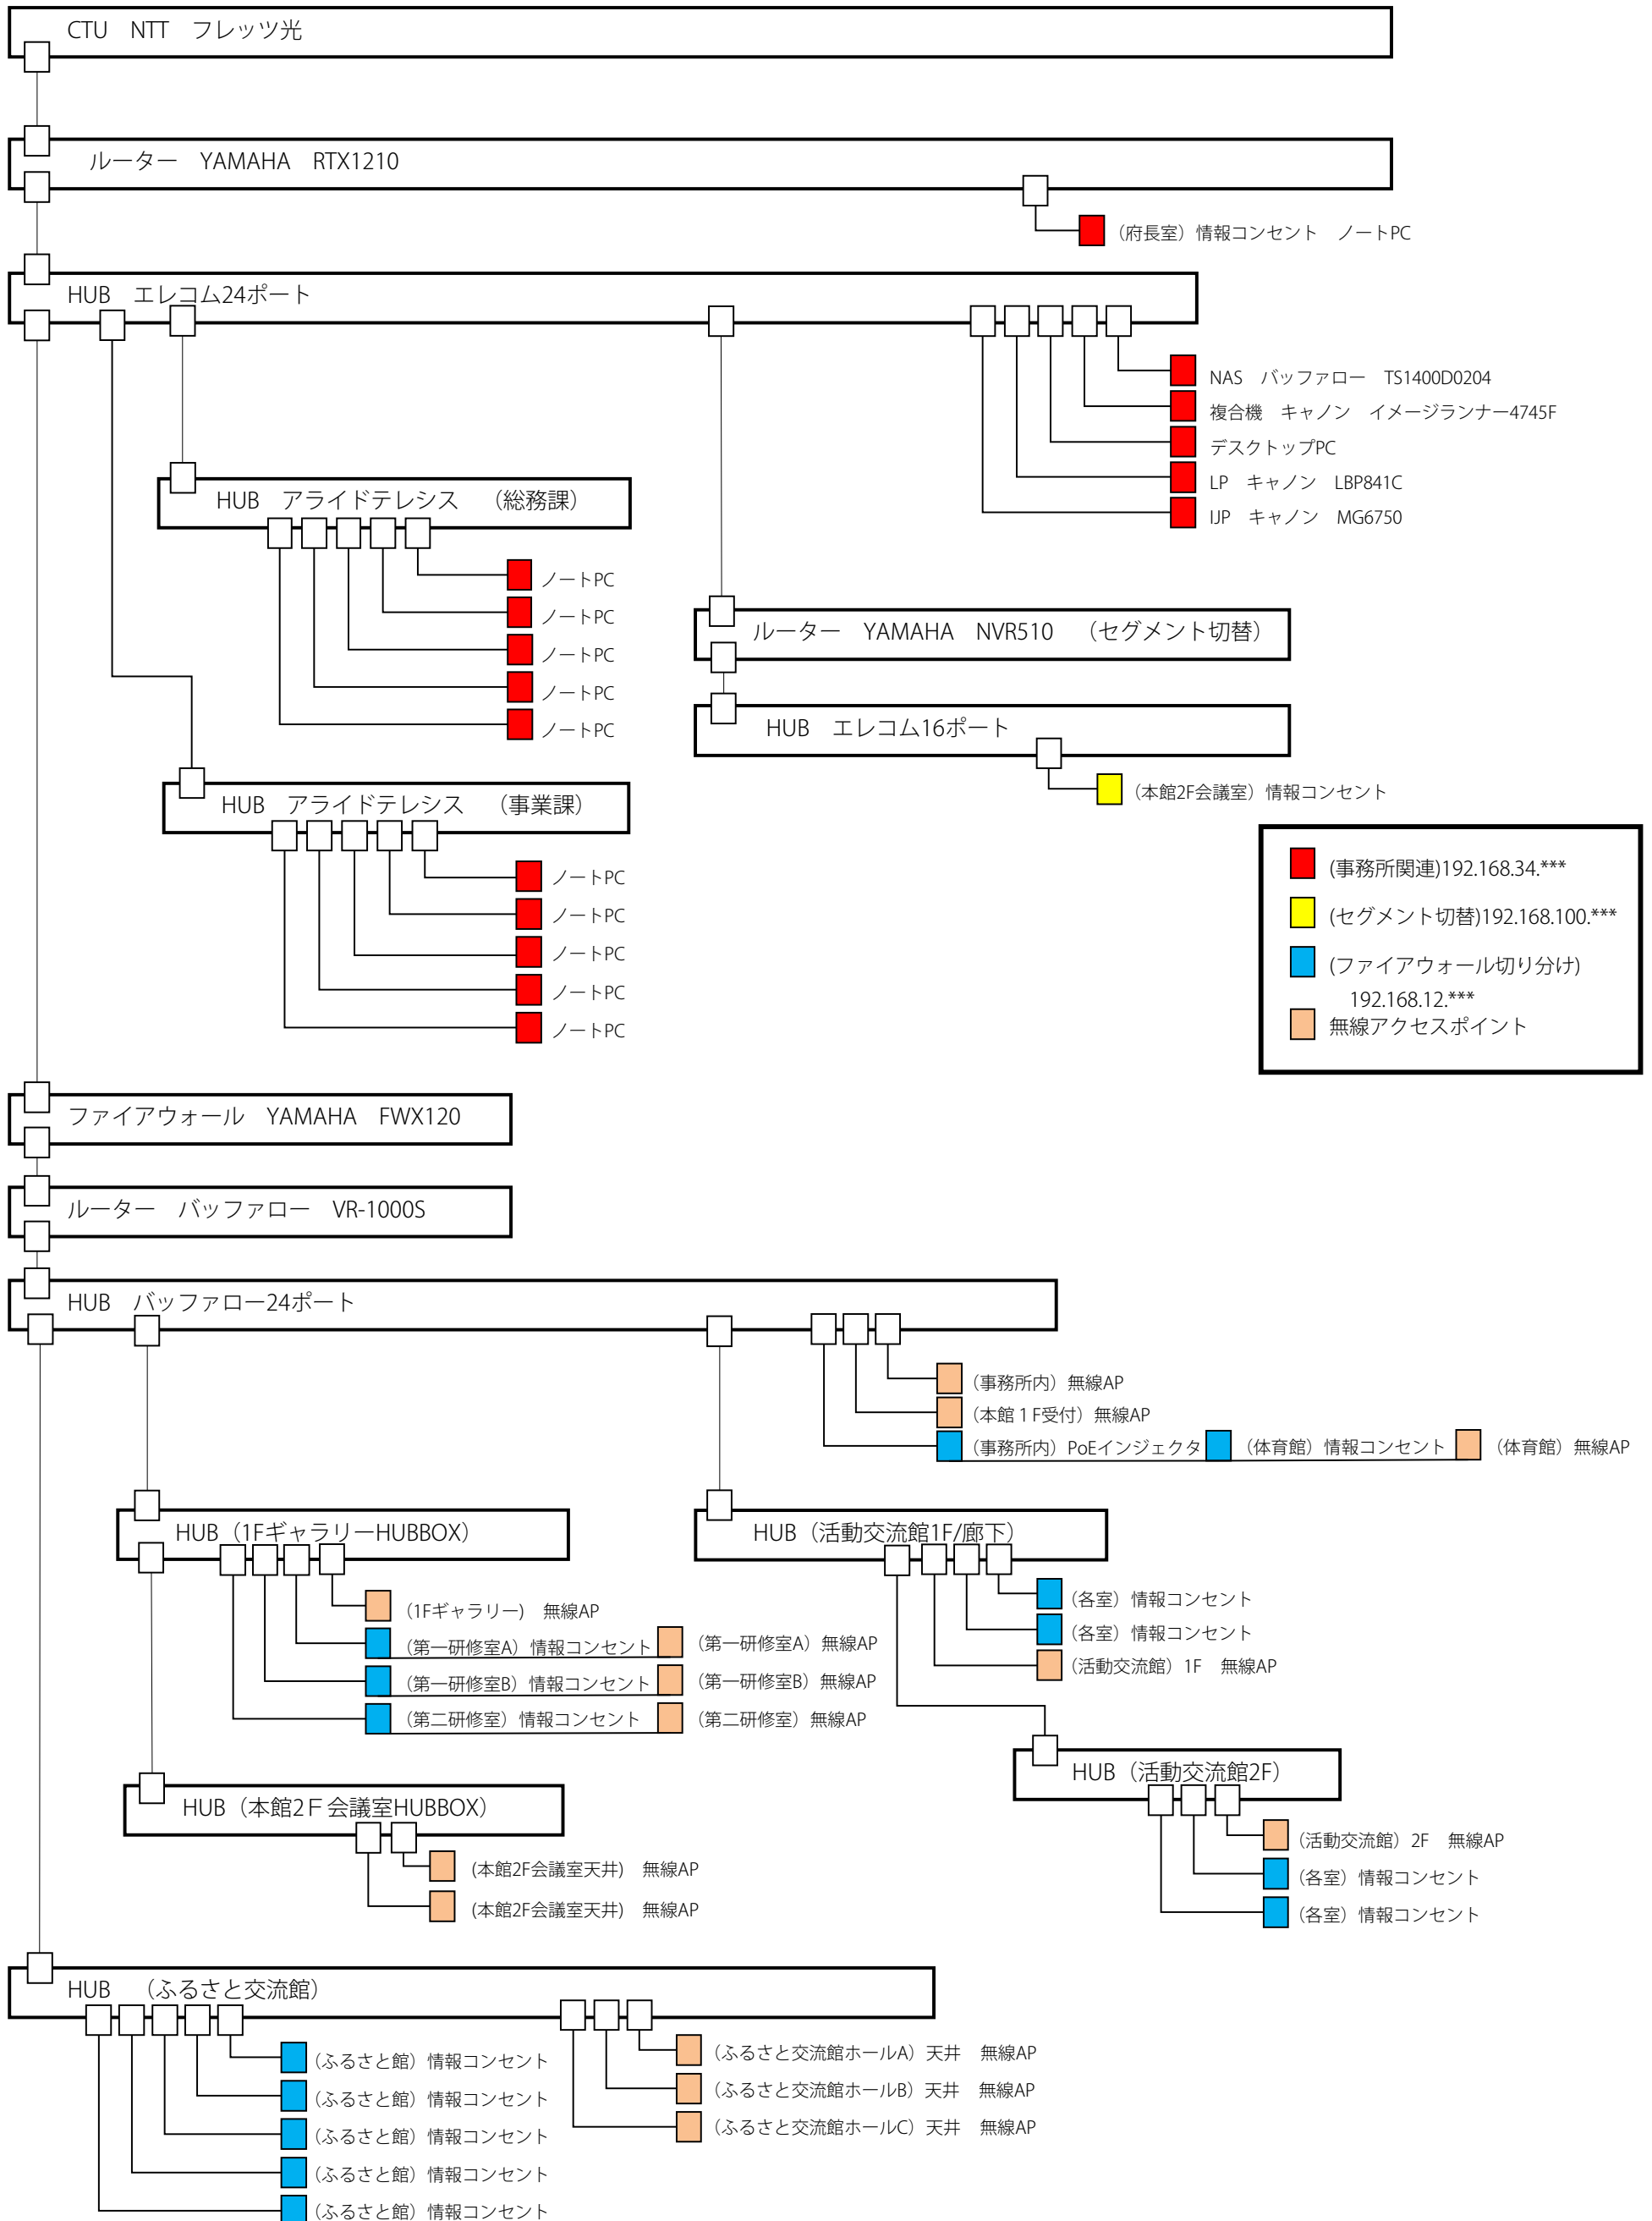 CTU　NTT　フレッツ光
ルーター　YAMAHA　RTX1210
（府長室）情報コンセント　ノートPC
HUB　エレコム24ポート
NAS　バッファロー　TS1400D0204
複合機　キャノン　イメージランナー4745F
デスクトップPC
LP　キャノン　LBP841C
IJP　キャノン　MG6750
HUB　アライドテレシス　（総務課）
ノートPC
ノートPC
ノートPC
ノートPC
ノートPC
ルーター　YAMAHA　NVR510　（セグメント切替）
HUB　エレコム16ポート
（本館2F会議室）情報コンセント
HUB　アライドテレシス　（事業課）
ノートPC
ノートPC
ノートPC
ノートPC
ノートPC
(事務所関連)192.168.34.***
(セグメント切替)192.168.100.***
(ファイアウォール切り分け)
192.168.12.***
無線アクセスポイント
ファイアウォール　YAMAHA　FWX120
ルーター　バッファロー　VR-1000S
HUB　バッファロー24ポート
（事務所内）無線AP
（本館１F受付）無線AP
（事務所内）PoEインジェクタ　（体育館）情報コンセント　（体育館）無線AP
HUB（1FギャラリーHUBBOX）
（1Fギャラリー)　無線AP
（第一研修室A）情報コンセント　（第一研修室A）無線AP
（第一研修室B）情報コンセント　（第一研修室B）無線AP
（第二研修室）情報コンセント　（第二研修室）無線AP
HUB（活動交流館1F/廊下）
（各室）情報コンセント
（各室）情報コンセント
（活動交流館）1F　無線AP
HUB（活動交流館2F）
（活動交流館）2F　無線AP
（各室）情報コンセント
（各室）情報コンセント
HUB（本館2Ｆ会議室HUBBOX）
(本館2F会議室天井)　無線AP
(本館2F会議室天井)　無線AP
HUB　（ふるさと交流館）
（ふるさと館）情報コンセント
（ふるさと館）情報コンセント
（ふるさと館）情報コンセント
（ふるさと館）情報コンセント
（ふるさと館）情報コンセント
（ふるさと交流館ホールA）天井　無線AP
（ふるさと交流館ホールB）天井　無線AP
（ふるさと交流館ホールC）天井　無線AP